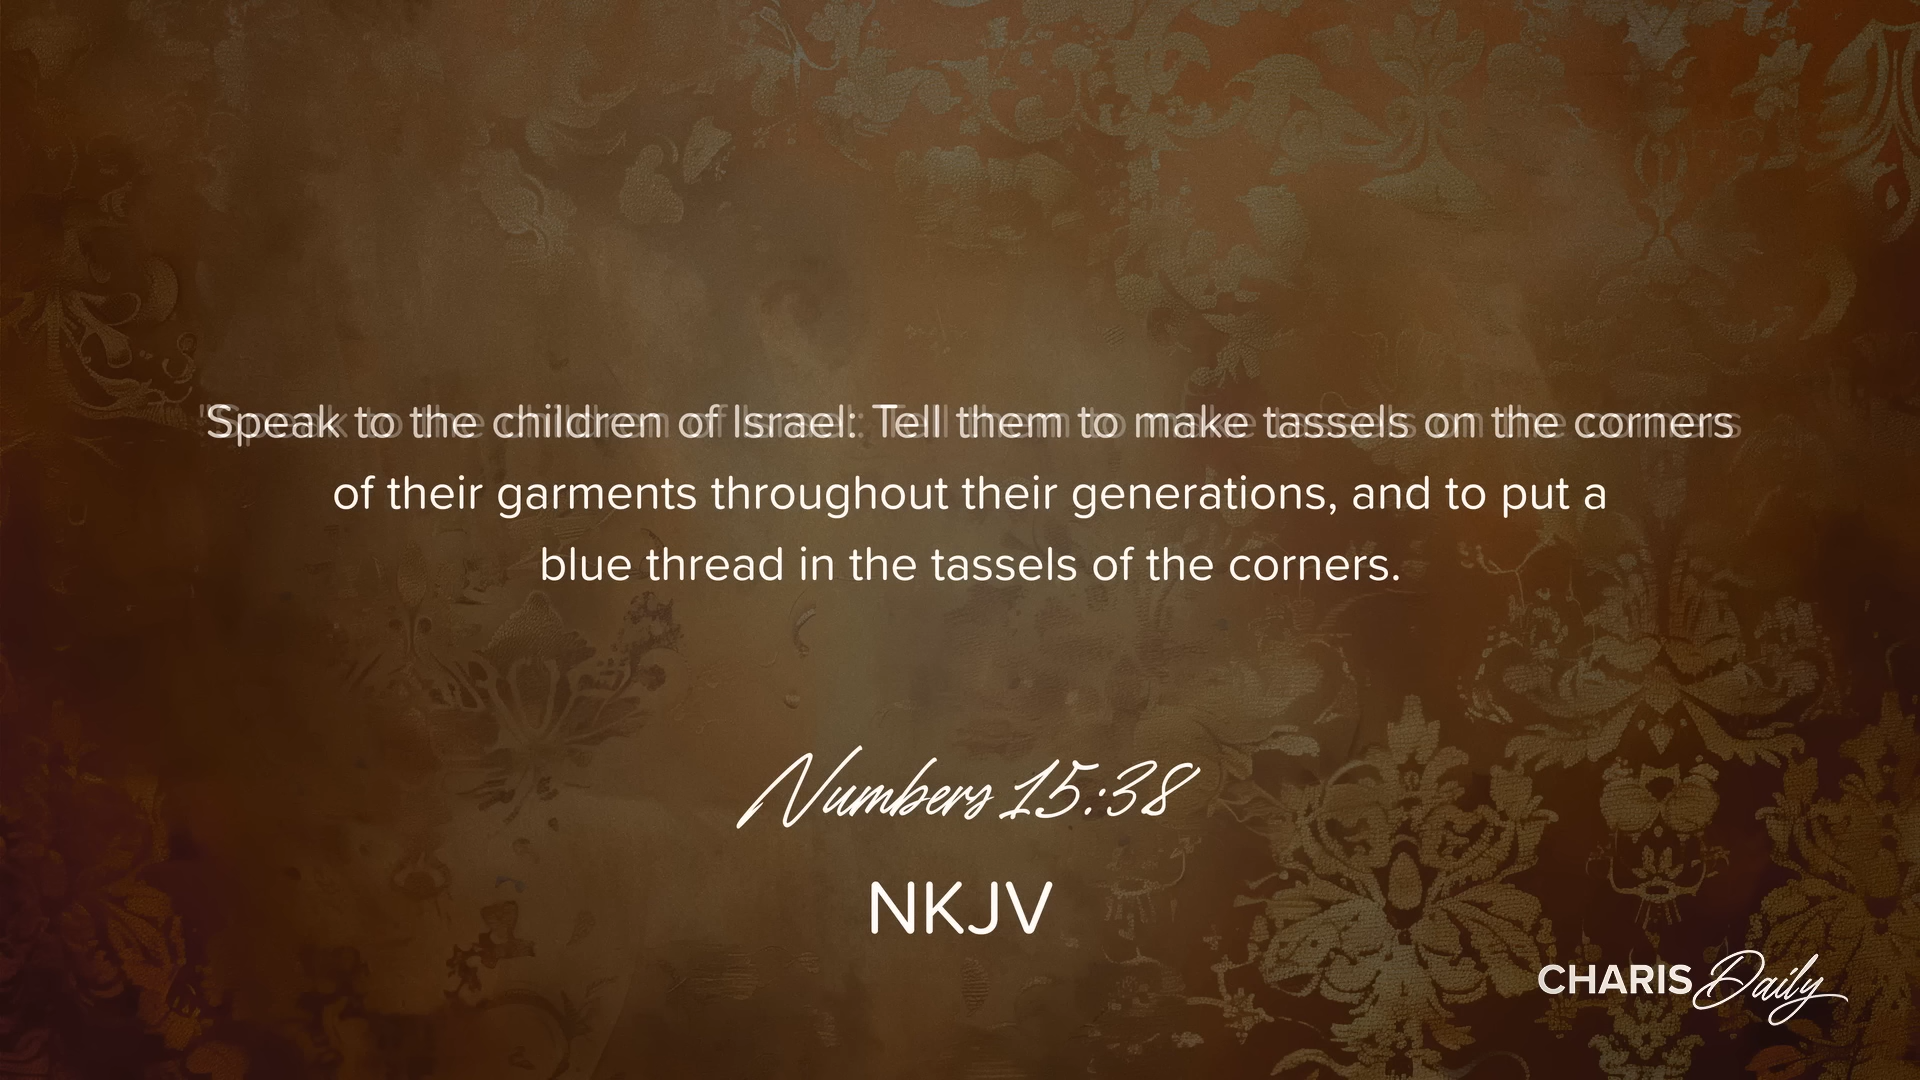 Speak to the children of Israel: Tell them to make tassels on the corners
of their garments throughout their generations, and to put a
blue thread in the tassels of the corners.
Numbers 15:38
NKJV
CHARIS Daily